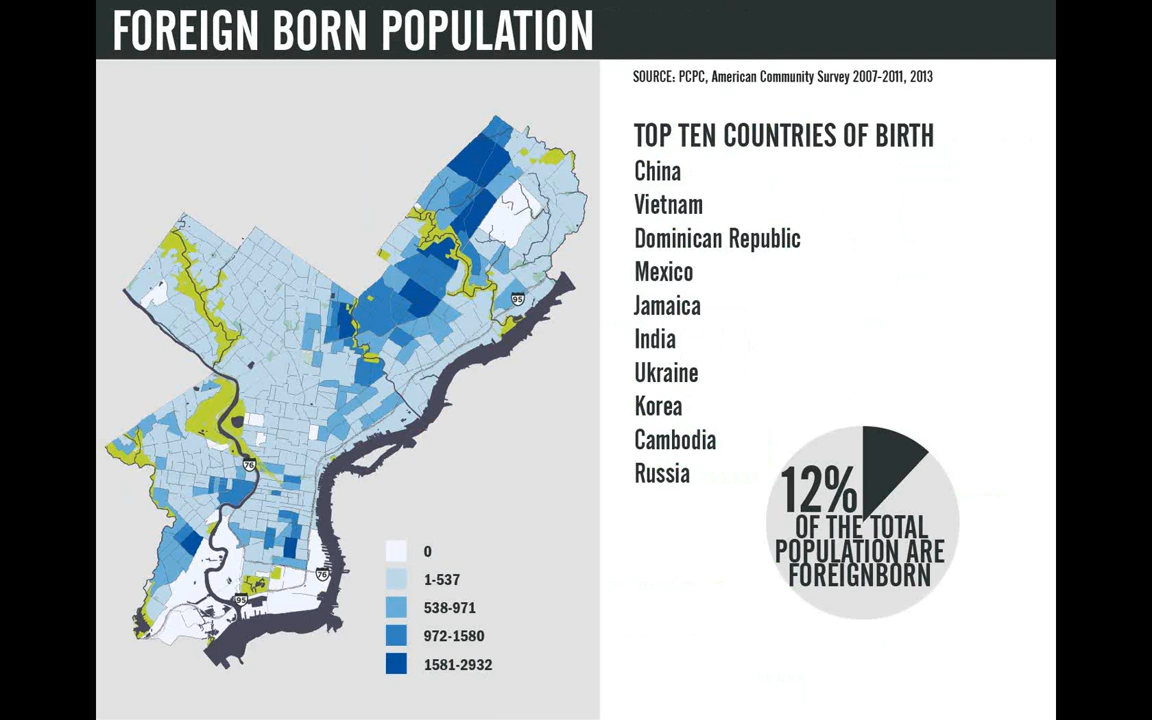 FOREIGN BORN POPULATION
SOURCE: PCPC, American Community Survey 2007-2011, 2013
TOP TEN COUNTRIES OF BIRTH
China
Vietnam
Dominican Republic
Mexico
Jamaica
India
Ukraine
Korea
Cambodia
Russia
12%
OF THE TOTAL
POPULATION ARE
FOREIGNBORN
95
76
76
95
0
1-537
538-971
972-1580
1581-2932